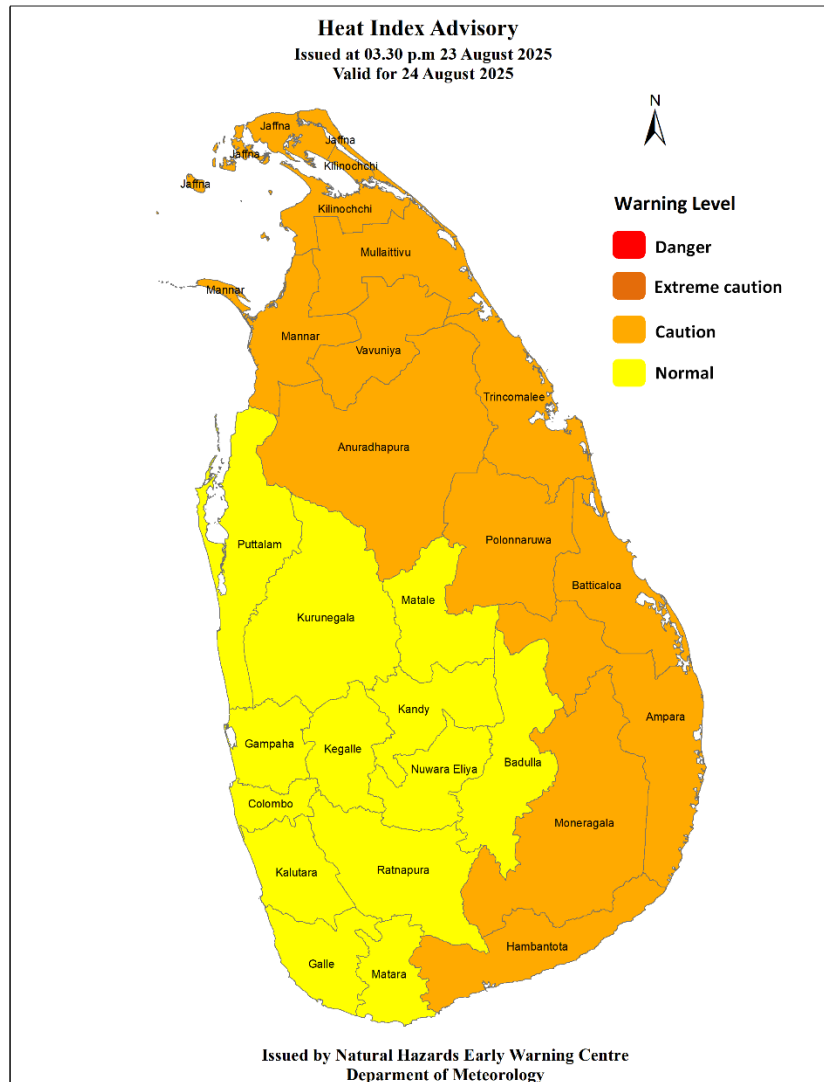 Heat Index Advisory
Issued at 03.30 p.m 23 August 2025
Valid for 24 August 2025
N
Jaffna
Jaffna
Jaffna
Kilinochchi
Jaffna
Kilinochchi
Warning Level
Danger
Mullaittivu
Extreme caution
Mannar
Caution
Mannar
Vavuniya
Normal
Trincomalee
Anuradhapura
Polonnaruwa
Puttalam
Batticaloa
Matale
Kurunegala
Kandy
Ampara
Gampaha
Kegalle
Badulla
Nuwara Eliya
Colombo
Moneragala
Ratnapura
Kalutara
Hambantota
Galle
Matara
Issued by Natural Hazards Early Warning Centre
Deparment of Meteorology